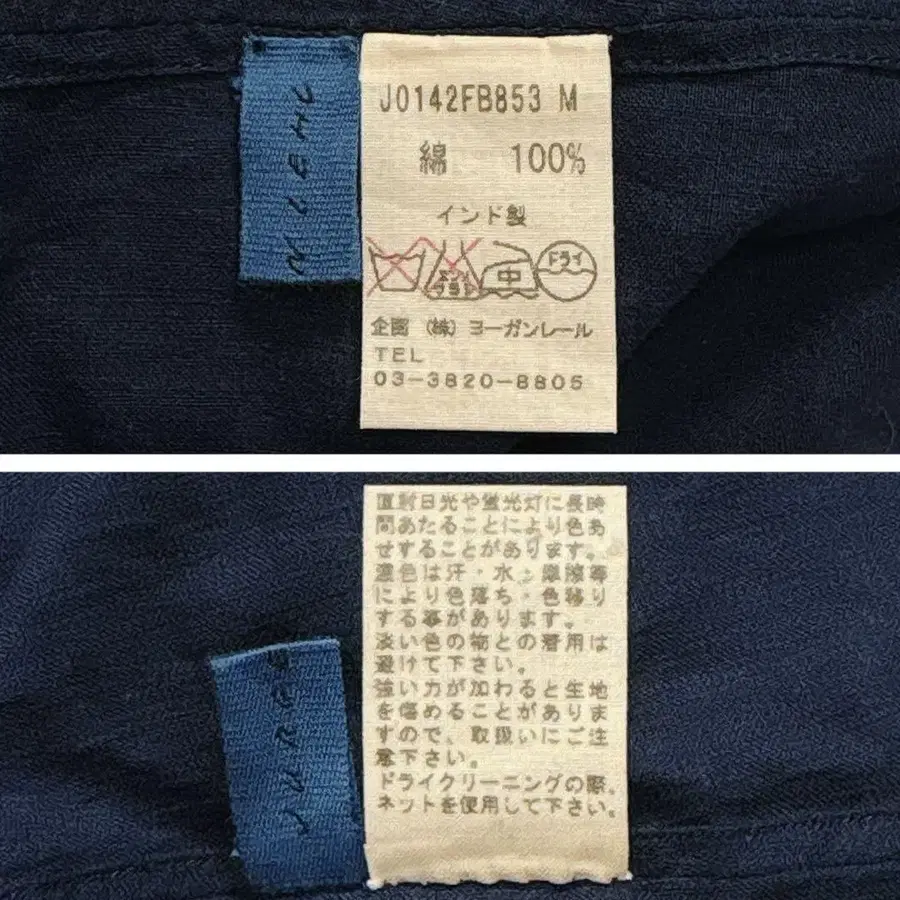 J0142FB853 M
綿 100%
インド製
中
ドライ
企画 (株) ヨーガンレール
TEL
03-3820-8805
直射日光や蛍光灯に長時
間あたることにより色あ
せすることがあります。
濃色は汗・水・摩擦等
により色落ち・色移り
する事があります。
淡い色の物との着用は
避けて下さい。
強い力が加わると生地
を傷めることがありま
すので、取扱いにご注
意下さい。
ドライクリーニングの際、
ネットを使用して下さい。